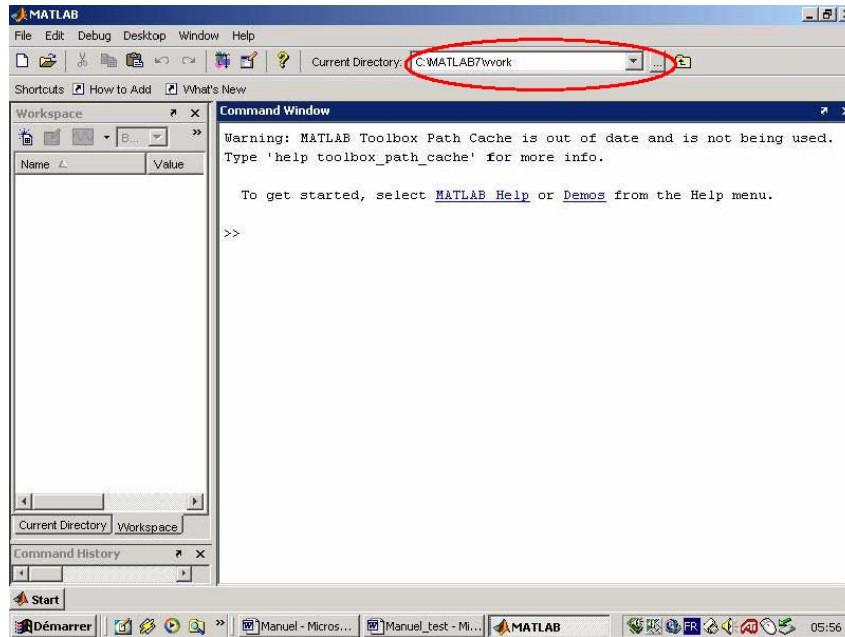 MATLAB
File Edit Debug Desktop Window Help
Current Directory: C:\MATLAB7\work
Shortcuts How to Add What's New
Workspace
B...
»
Name
Value
Command Window
Warning: MATLAB Toolbox Path Cache is out of date and is not being used.
Type 'help toolbox_path_cache' for more info.
To get started, select MATLAB Help or Demos from the Help menu.
>>
Current Directory Workspace
Command History
Start
Démarrer » Manuel - Micros... Manuel_test - Mi... MATLAB FR 05:56